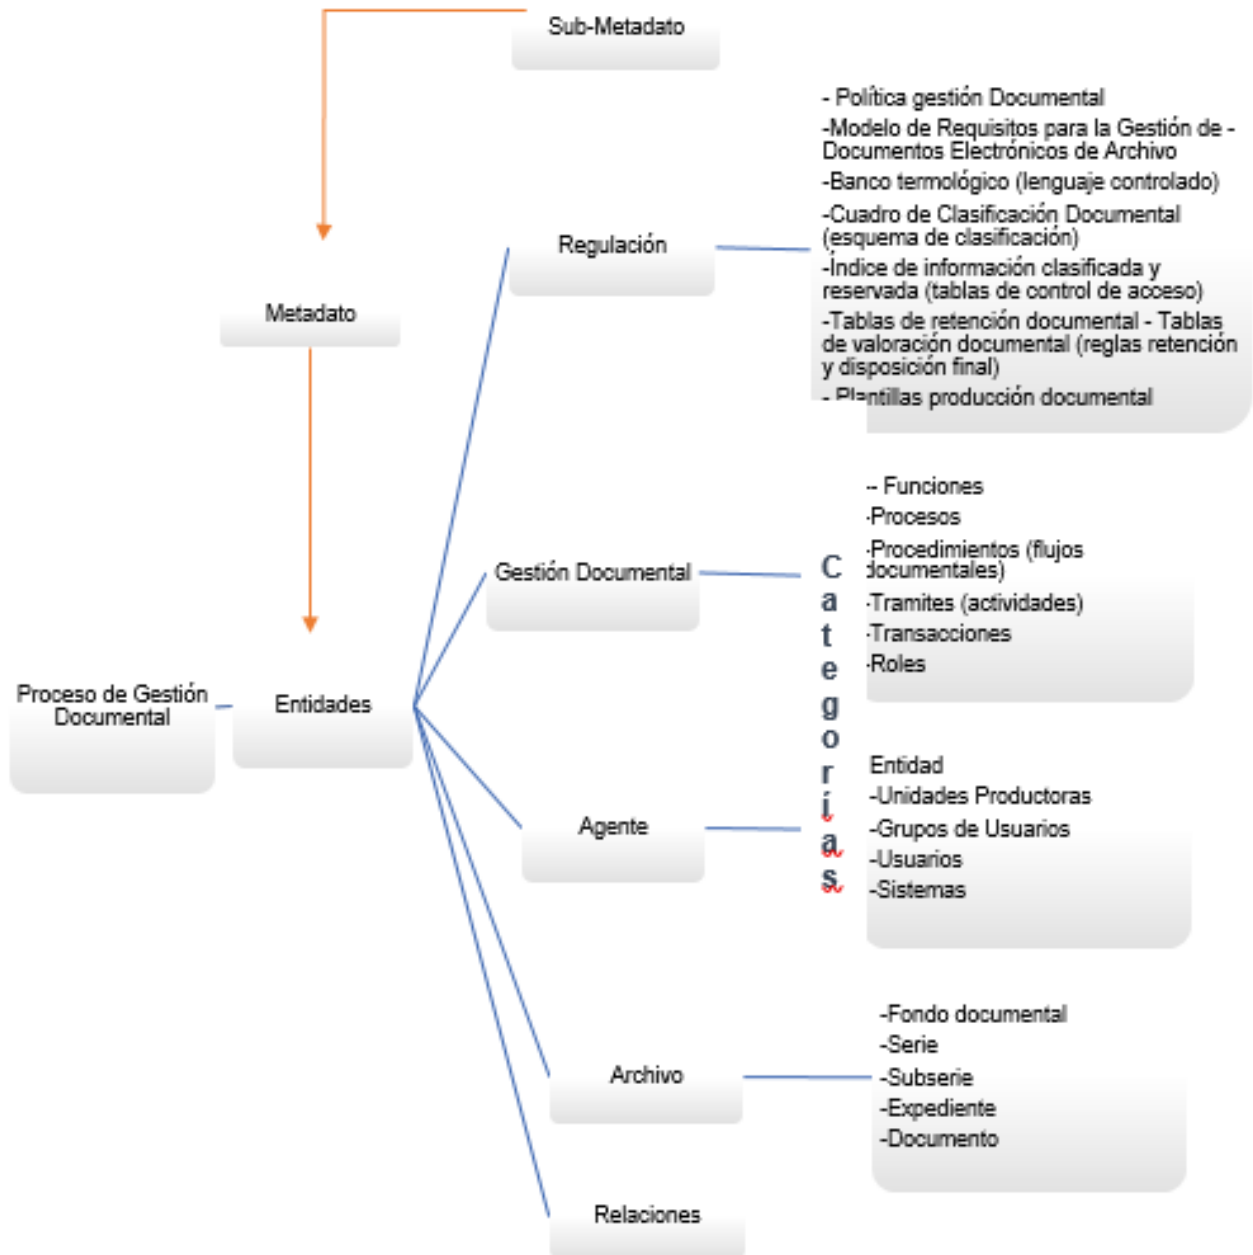 Sub-Metadato
- Política gestión Documental
-Modelo de Requisitos para la Gestión de -
Documentos Electrónicos de Archivo
-Banco termológico (lenguaje controlado)
-Cuadro de Clasificación Documental
(esquema de clasificación)
-Índice de información clasificada y
reservada (tablas de control de acceso)
-Tablas de retención documental - Tablas
de valoración documental (reglas retención
y disposición final)
- Plantillas producción documental
Regulación
Metadato
-- Funciones
-Procesos
-Procedimientos (flujos
documentales)
-Tramites (actividades)
-Transacciones
-Roles
Gestión Documental
Categorías
Proceso de Gestión
Documental
Entidades
Entidad
-Unidades Productoras
-Grupos de Usuarios
-Usuarios
-Sistemas
Agente
-Fondo documental
-Serie
-Subserie
-Expediente
-Documento
Archivo
Relaciones